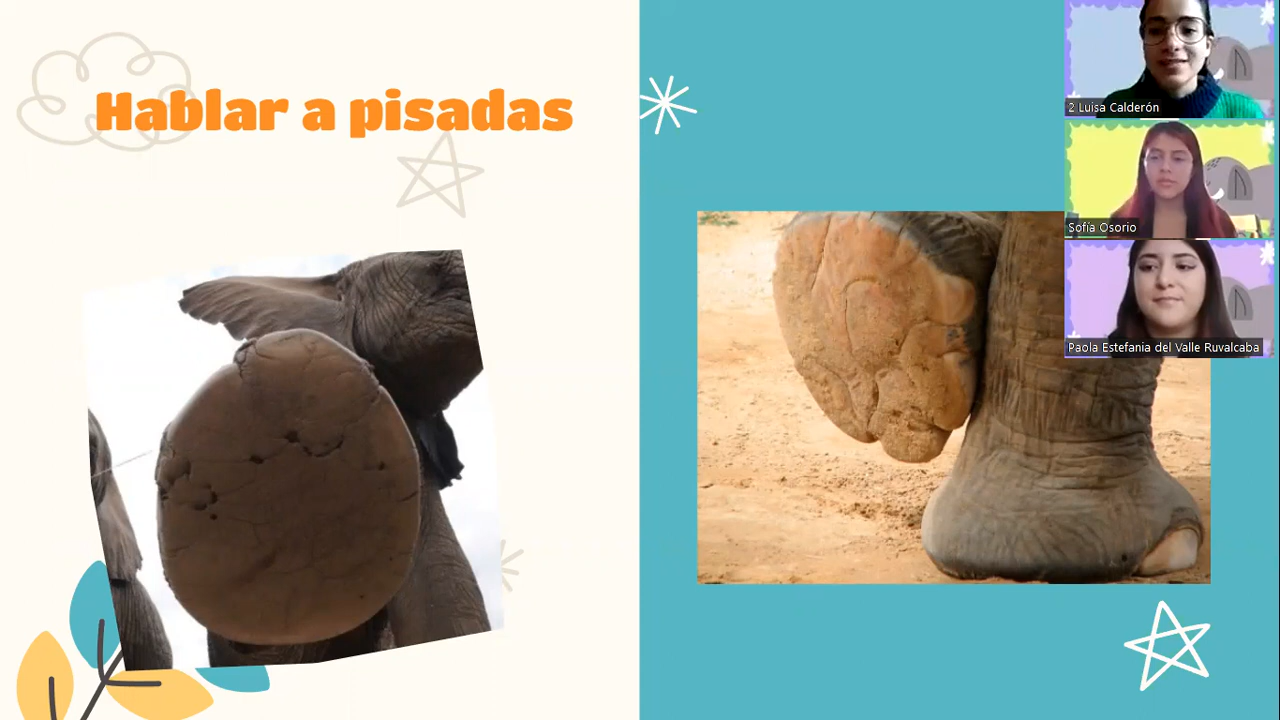 Hablar a pisadas
2 Luisa Calderón
Sofía Osorio
Paola Estefania del Valle Ruvalcaba